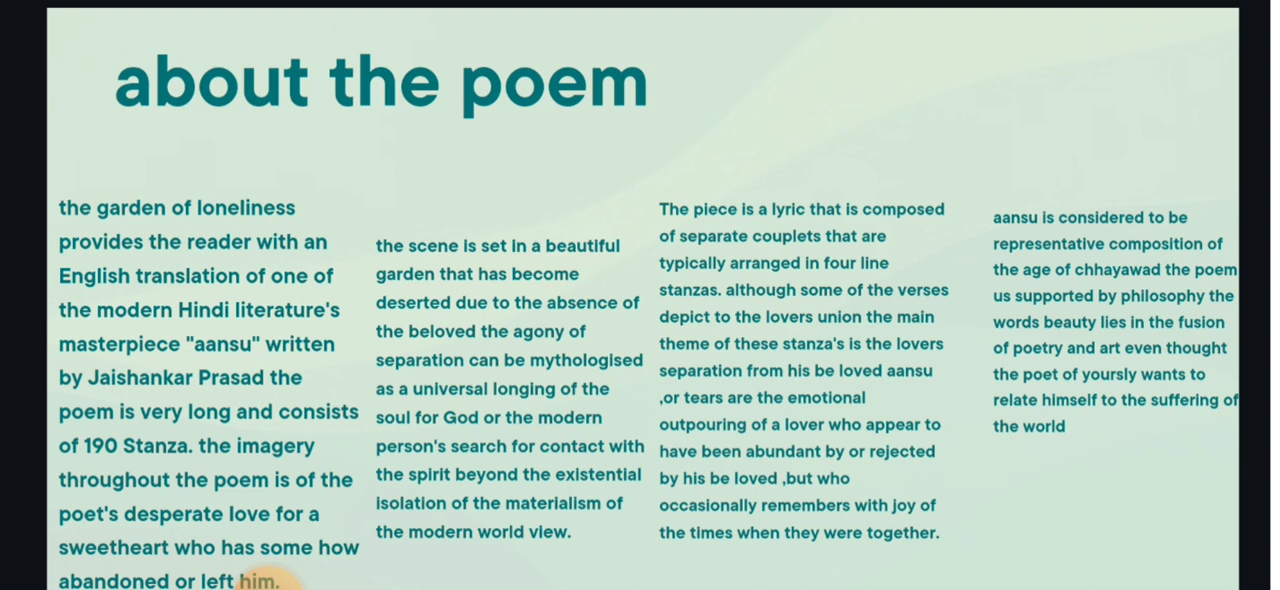 about the poem
the garden of loneliness
provides the reader with an
English translation of one of
the modern Hindi literature's
masterpiece "aansu" written
by Jaishankar Prasad the
poem is very long and consists
of 190 Stanza. the imagery
throughout the poem is of the
poet's desperate love for a
sweetheart who has some how
abandoned or left him.
the scene is set in a beautiful
garden that has become
deserted due to the absence of
the beloved the agony of
separation can be mythologised
as a universal longing of the
soul for God or the modern
person's search for contact with
the spirit beyond the existential
isolation of the materialism of
the modern world view.
The piece is a lyric that is composed
of separate couplets that are
typically arranged in four line
stanzas. although some of the verses
depict to the lovers union the main
theme of these stanza's is the lovers
separation from his be loved aansu
,or tears are the emotional
outpouring of a lover who appear to
have been abundant by or rejected
by his be loved ,but who
occasionally remembers with joy of
the times when they were together.
aansu is considered to be
representative composition of
the age of chhayawad the poem
us supported by philosophy the
words beauty lies in the fusion
of poetry and art even thought
the poet of yoursly wants to
relate himself to the suffering of
the world